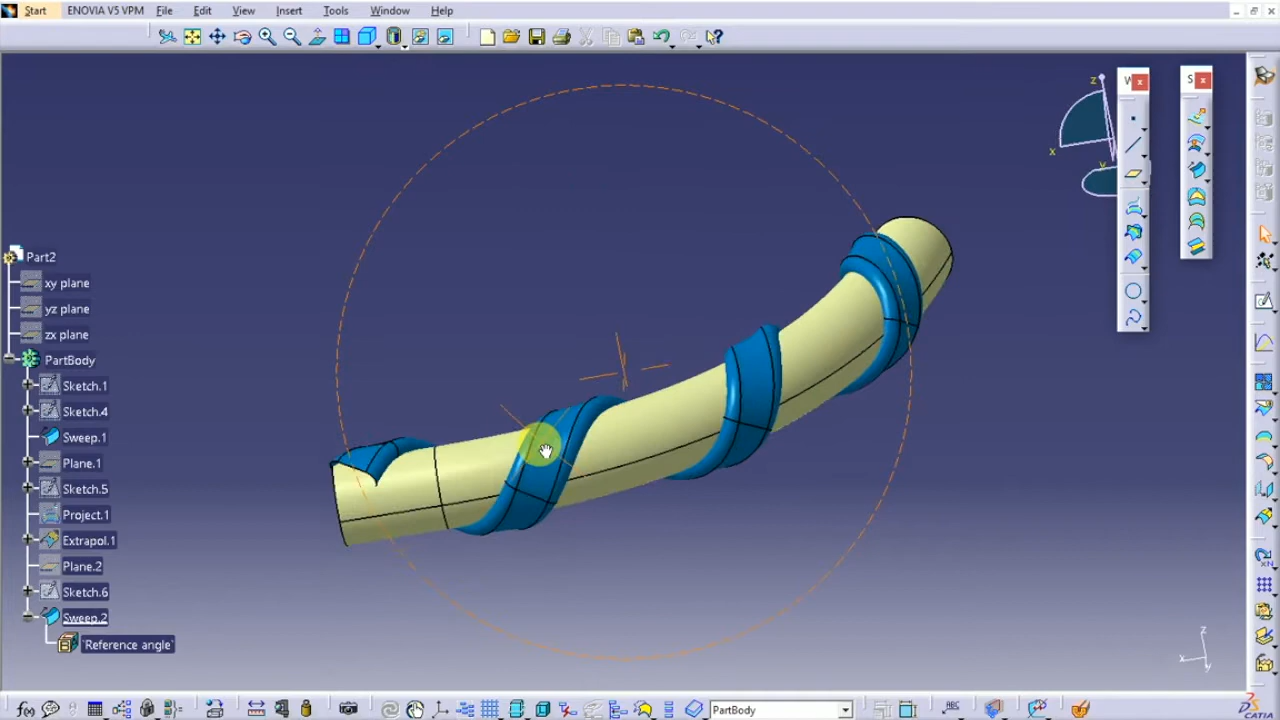 Start ENOVIA V5 VPM File Edit View Insert Tools Window Help
W
S
z
x
y
Part2
xy plane
yz plane
zx plane
PartBody
Sketch.1
Sketch.4
Sweep.1
Plane.1
Sketch.5
Project.1
Extrapol.1
Plane.2
Sketch.6
Sweep.2
`Reference angle`
z
x
y
f(x)
PartBody
CATIA